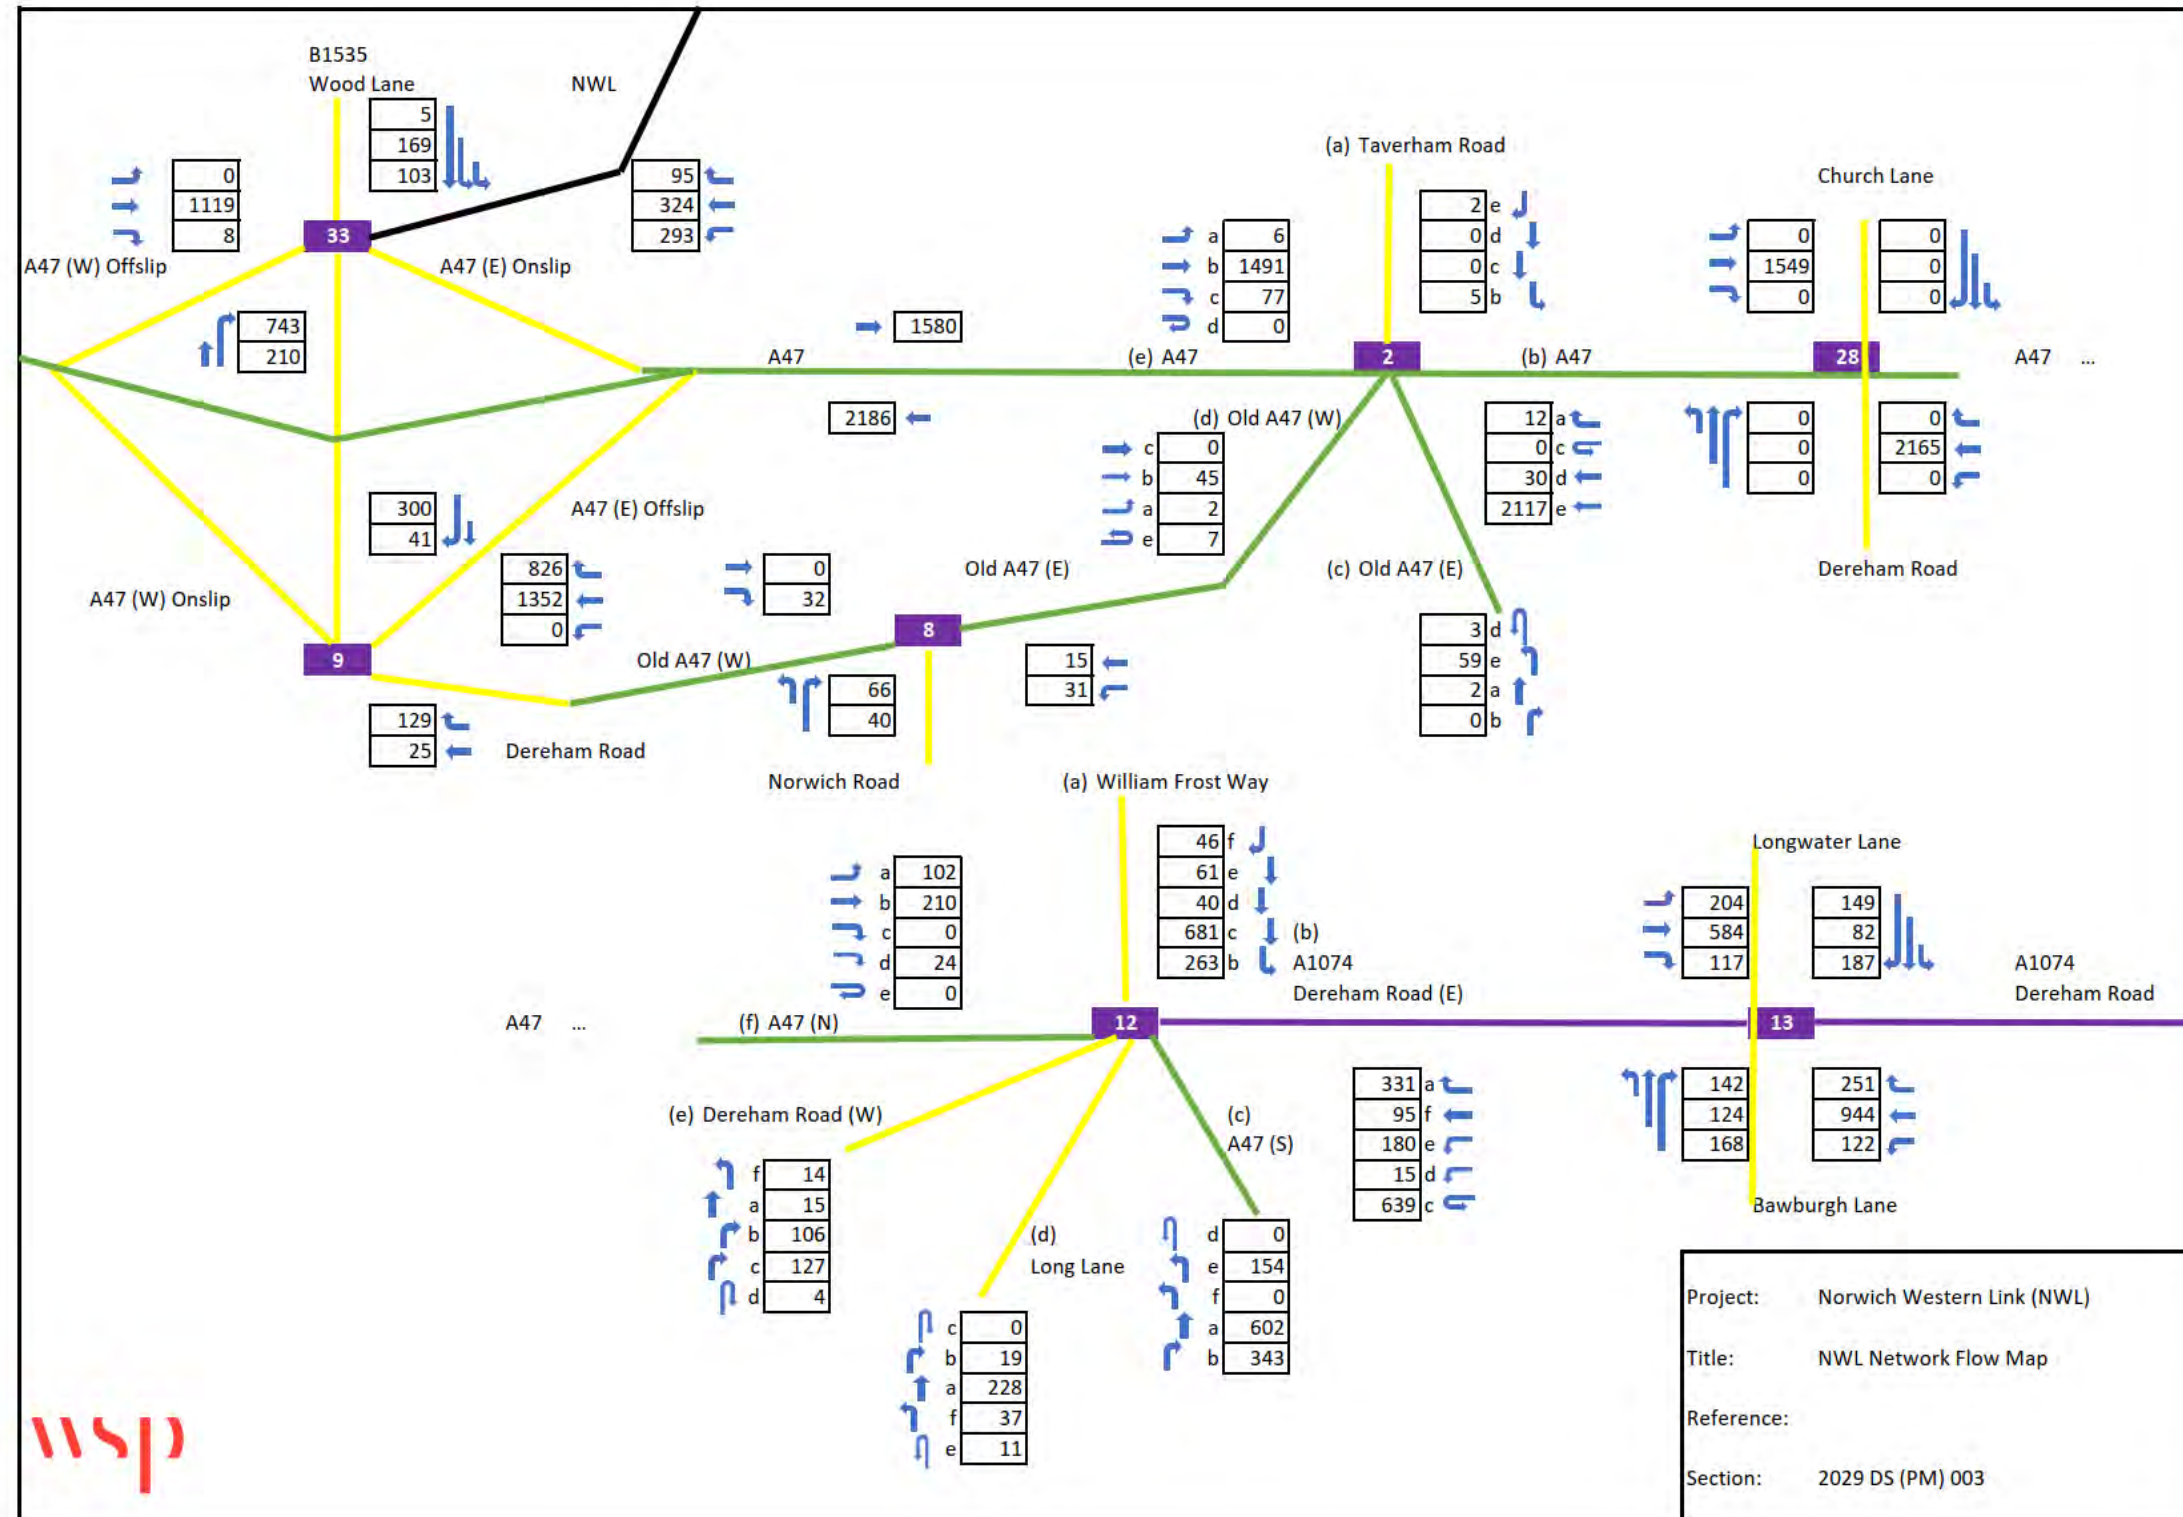 B1535
Wood Lane
NWL
5
169
103
0
1119
8
95
324
293
33
A47 (W) Offslip
A47 (E) Onslip
743
210
1580
A47
2186
(a) Taverham Road
2 e
0 d
0 c
5 b
a 6
b 1491
c 77
d 0
(e) A47
2
(b) A47
Church Lane
0
1549
0
0
0
0
28
A47 ...
(d) Old A47 (W)
12 a
0 c
30 d
2117 e
0
0
0
0
2165
0
c 0
b 45
a 2
e 7
300
41
A47 (E) Offslip
A47 (W) Onslip
826
1352
0
0
32
Old A47 (E)
(c) Old A47 (E)
Dereham Road
8
9
Old A47 (W)
15
31
3 d
59 e
2 a
0 b
66
40
129
25
Dereham Road
Norwich Road
(a) William Frost Way
46 f
61 e
40 d
681 c
263 b
a 102
b 210
c 0
d 24
e 0
(b)
A1074
Dereham Road (E)
Longwater Lane
204
584
117
149
82
187
A1074
Dereham Road
A47 ...
(f) A47 (N)
12
13
331 a
95 f
180 e
15 d
639 c
142
124
168
251
944
122
(e) Dereham Road (W)
(c)
A47 (S)
Bawburgh Lane
f 14
a 15
b 106
c 127
d 4
(d)
Long Lane
d 0
e 154
f 0
a 602
b 343
c 0
b 19
a 228
f 37
e 11
Project: Norwich Western Link (NWL)
Title: NWL Network Flow Map
Reference:
Section: 2029 DS (PM) 003
wsp